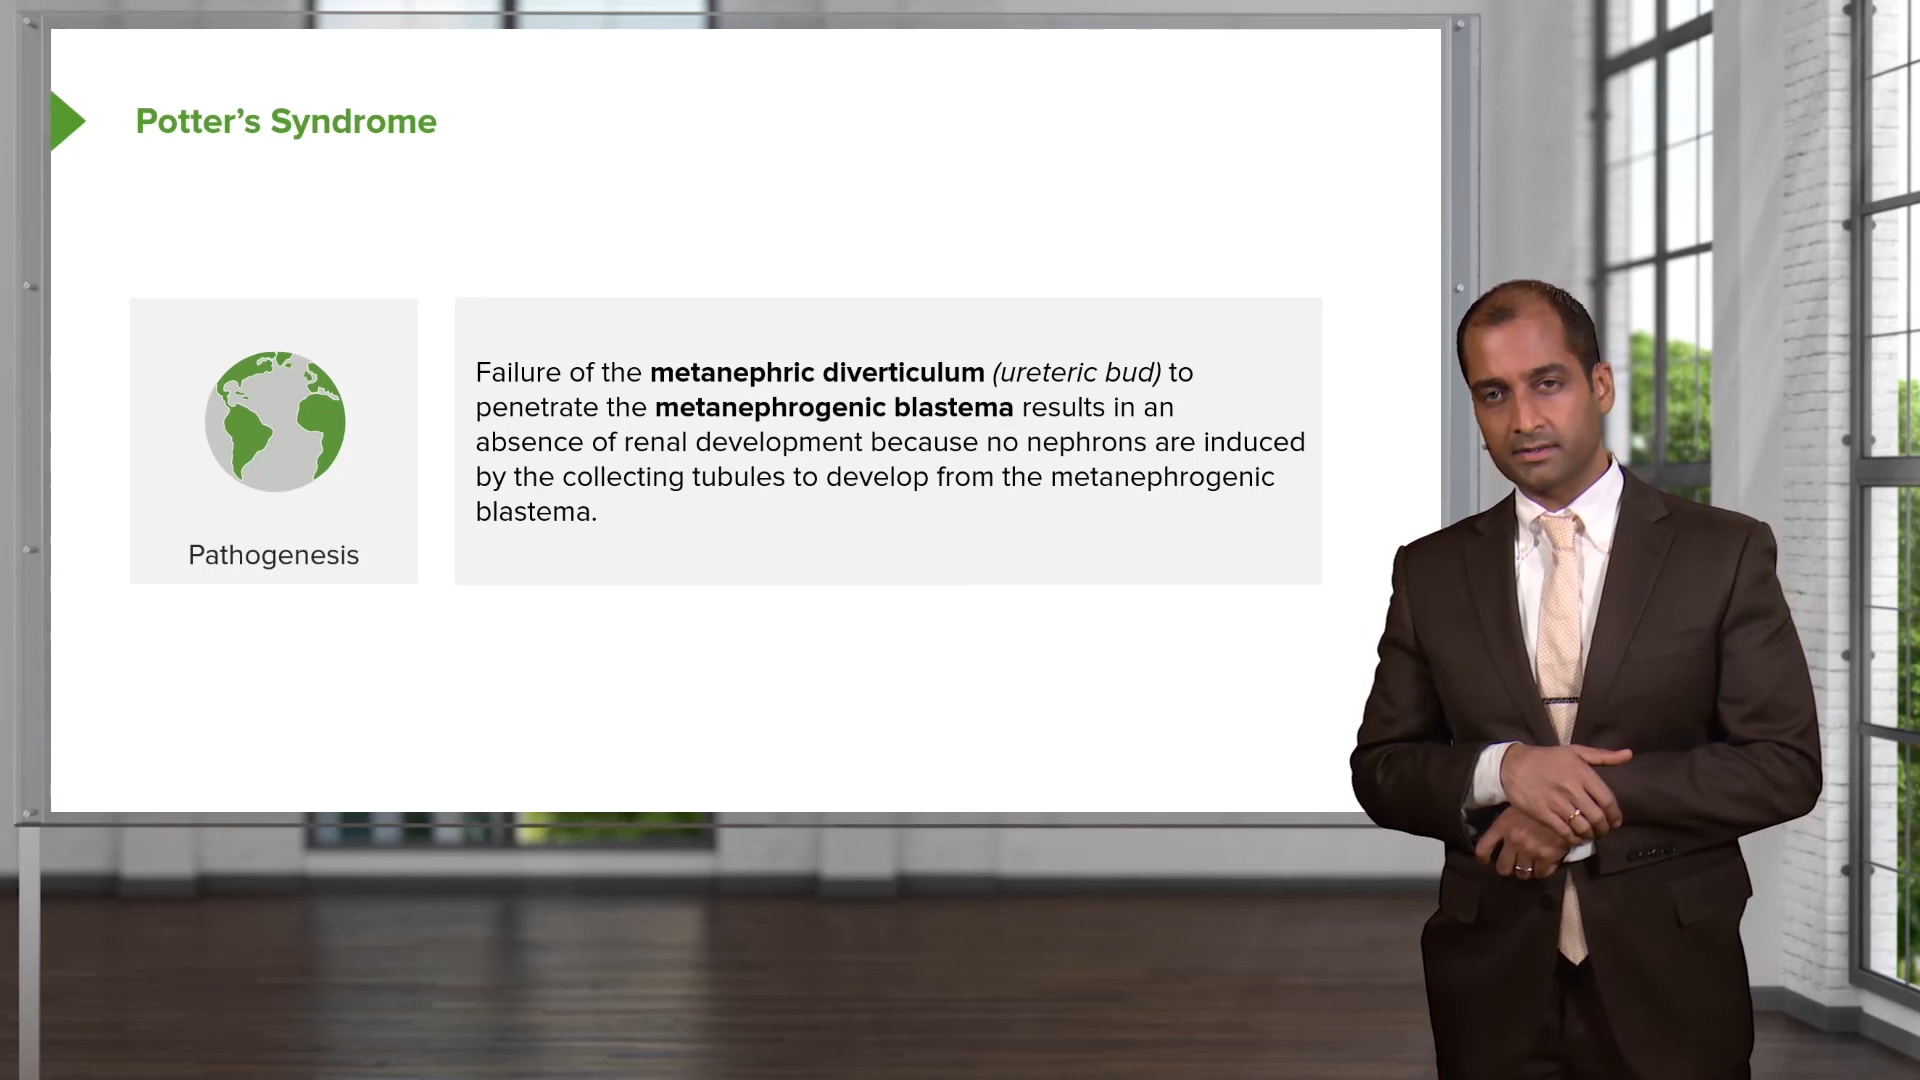 Potter’s Syndrome
Failure of the metanephric diverticulum (ureteric bud) to
penetrate the metanephrogenic blastema results in an
absence of renal development because no nephrons are induced
by the collecting tubules to develop from the metanephrogenic
blastema.
Pathogenesis